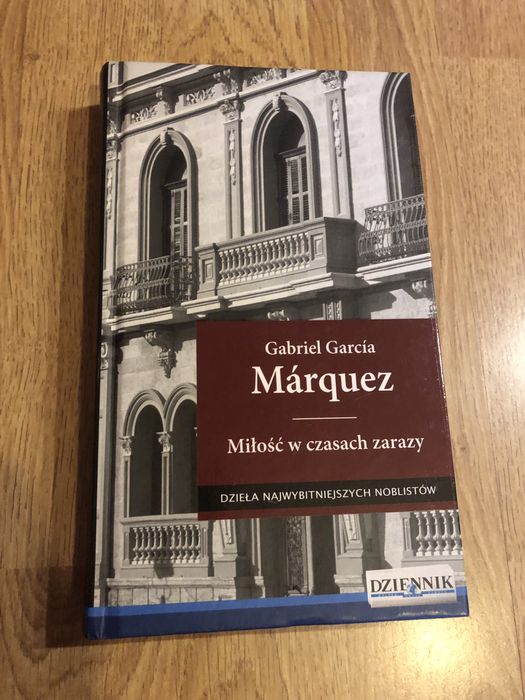 Gabriel García
Márquez
Miłość w czasach zarazy
DZIEŁA NAJWYBITNIEJSZYCH NOBLISTÓW
DZIENNIK